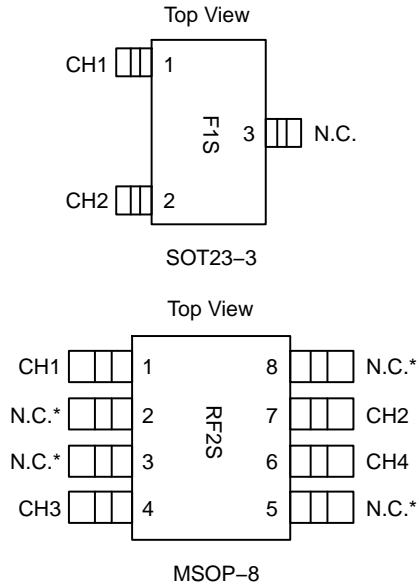 Top View
CH1 1
F1S 3 N.C.
CH2 2
SOT23–3
Top View
CH1 1 8 N.C.*
N.C.* 2 RF2S 7 CH2
N.C.* 3 6 CH4
CH3 4 5 N.C.*
MSOP–8